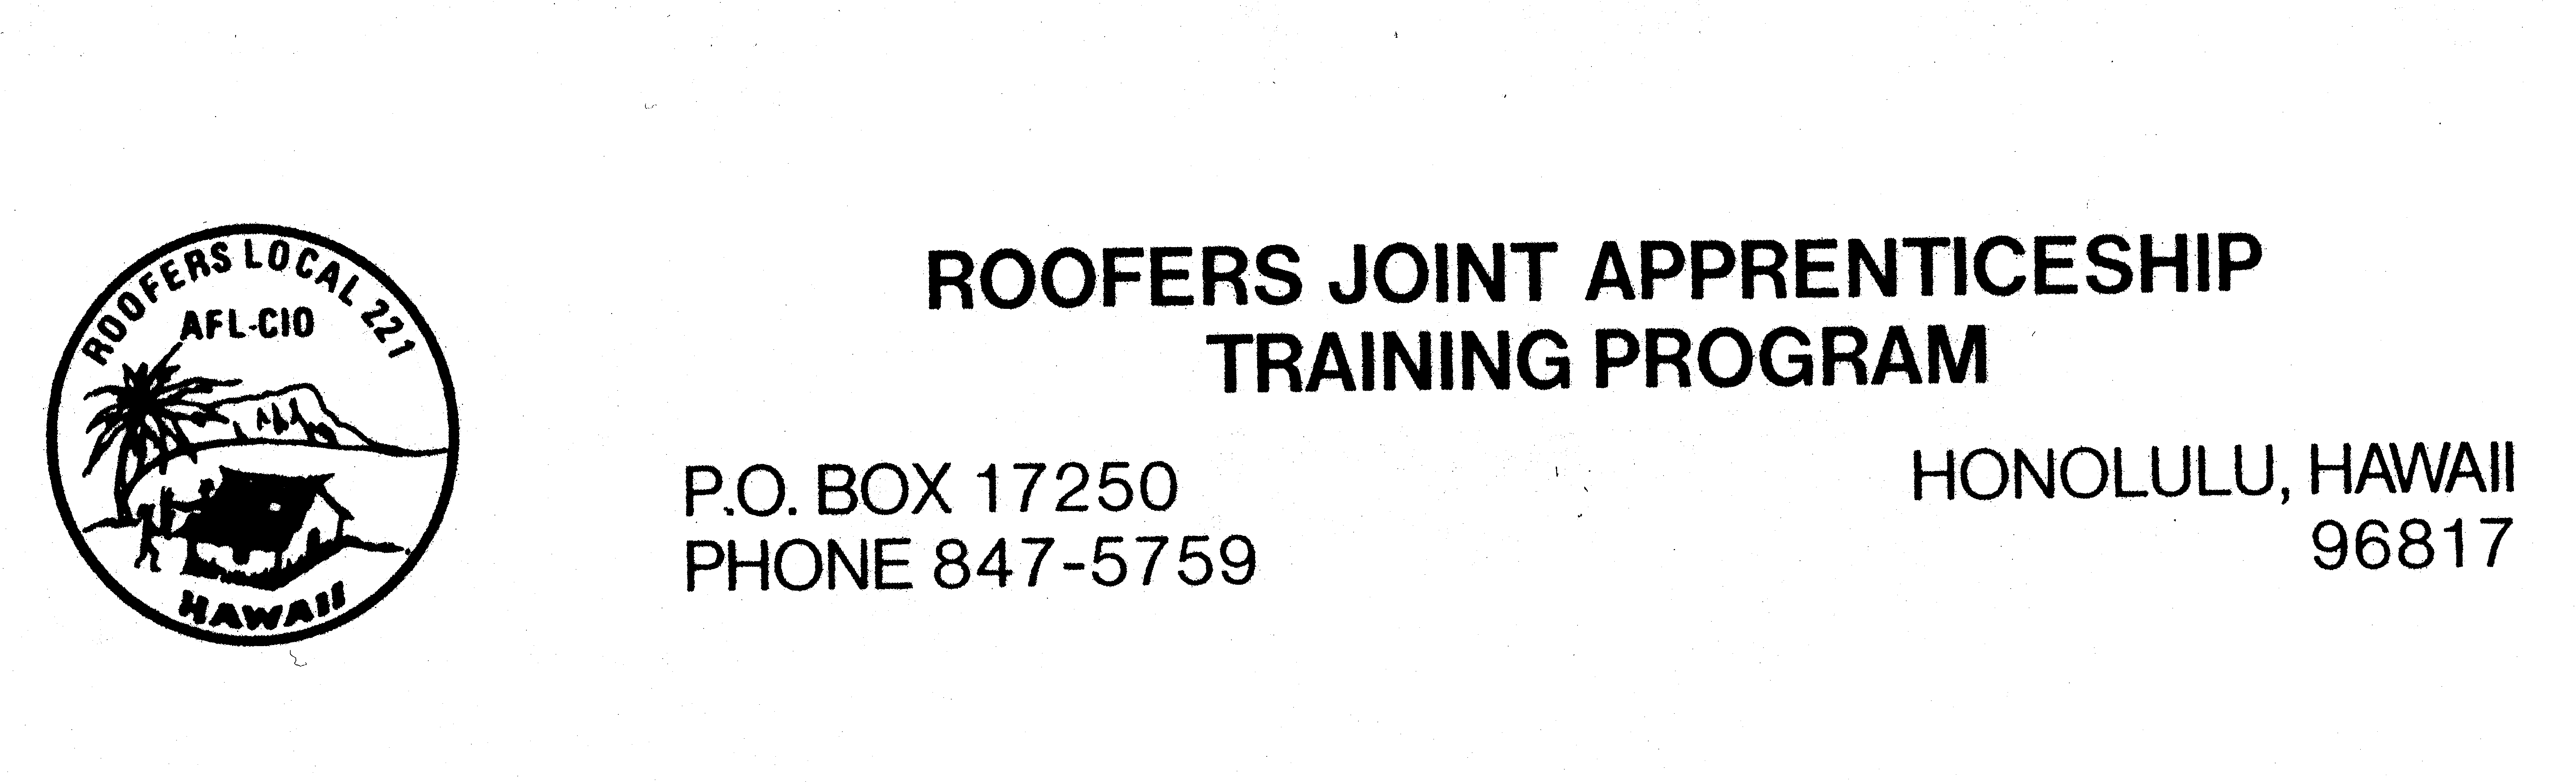 ROOFERS LOCAL 221
AFL-CIO
HAWAII
ROOFERS JOINT APPRENTICESHIP
TRAINING PROGRAM
P.O. BOX 17250
PHONE 847-5759
HONOLULU, HAWAII
96817